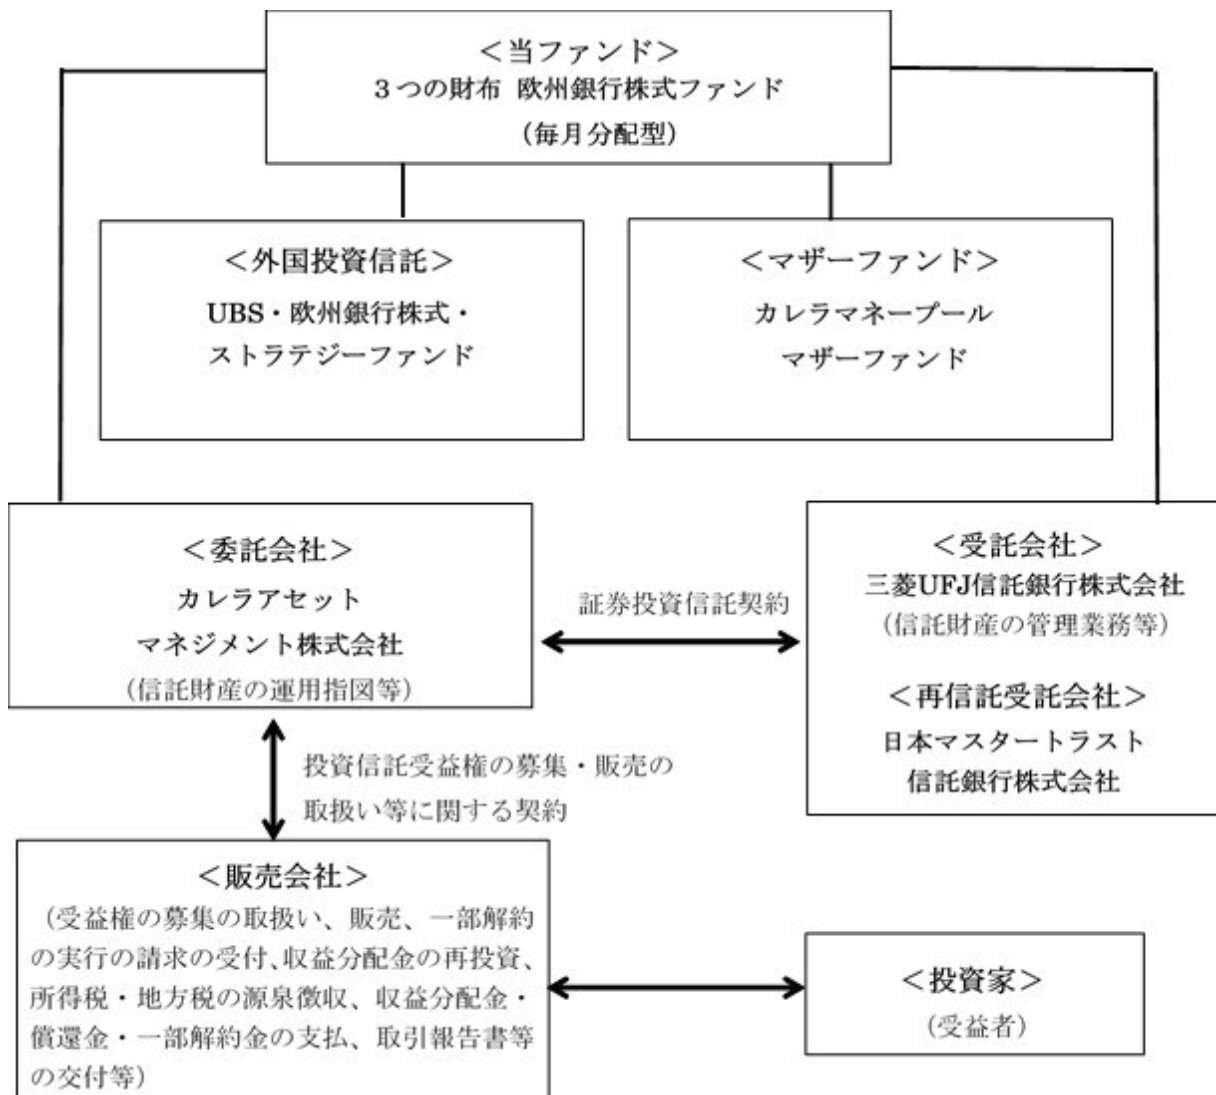 ＜当ファンド＞
３つの財布 欧州銀行株式ファンド
（毎月分配型）
＜外国投資信託＞
UBS・欧州銀行株式・
ストラテジーファンド
＜マザーファンド＞
カレラマネープール
マザーファンド
＜委託会社＞
カレラアセット
マネジメント株式会社
（信託財産の運用指図等）
証券投資信託契約
＜受託会社＞
三菱UFJ信託銀行株式会社
（信託財産の管理業務等）
＜再信託受託会社＞
日本マスタートラスト
信託銀行株式会社
投資信託受益権の募集・販売の
取扱い等に関する契約
＜販売会社＞
（受益権の募集の取扱い、販売、一部解約
の実行の請求の受付、収益分配金の再投資、
所得税・地方税の源泉徴収、収益分配金・
償還金・一部解約金の支払、取引報告書等
の交付等）
＜投資家＞
（受益者）